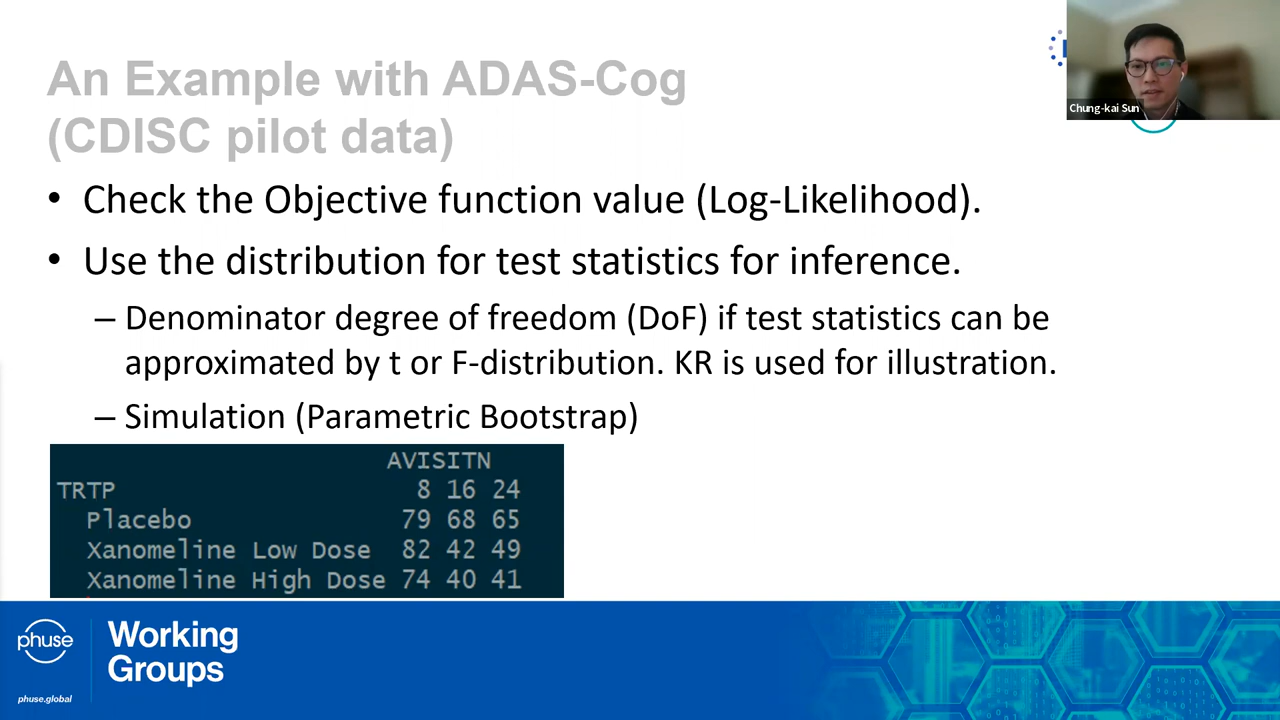 An Example with ADAS-Cog
(CDISC pilot data)
Chung-kai Sun
• Check the Objective function value (Log-Likelihood).
• Use the distribution for test statistics for inference.
– Denominator degree of freedom (DoF) if test statistics can be
approximated by t or F-distribution. KR is used for illustration.
– Simulation (Parametric Bootstrap)
AVISITN
TRTP 8 16 24
Placebo 79 68 65
Xanomeline Low Dose 82 42 49
Xanomeline High Dose 74 40 41
phuse
Working
Groups
phuse.global